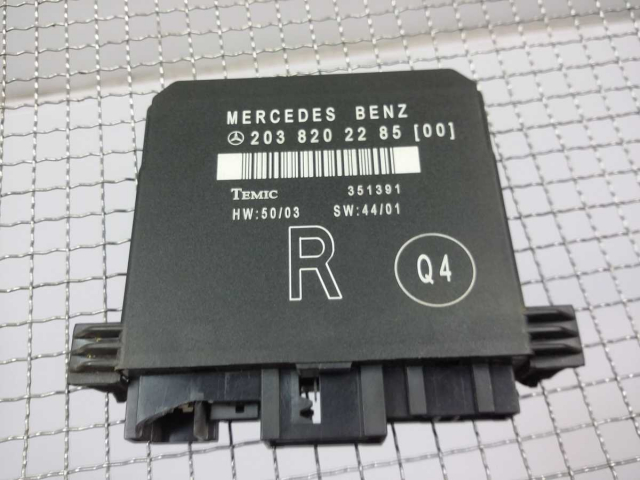 MERCEDES BENZ
203 820 22 85 [00]
TEMIC 351391
HW:50/03 SW:44/01
R
Q4